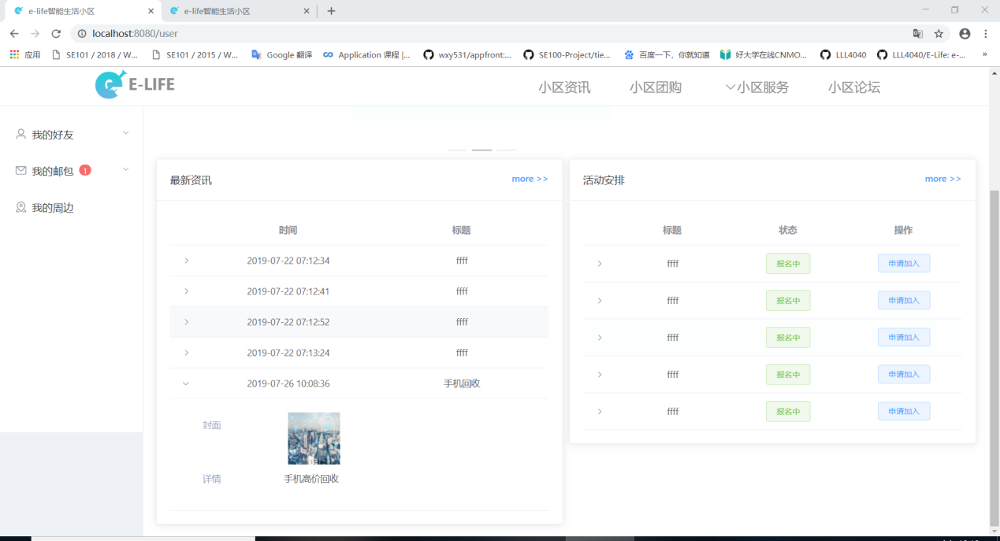 e-life智能生活小区
e-life智能生活小区
localhost:8080/user
应用
SE101 / 2018 / W...
SE101 / 2015 / W...
Google 翻译
Application 课程 |...
wxy531/appfront:...
SE100-Project/tie...
百度一下，你就知道
好大学在线CNMO...
LLL4040
LLL4040/E-Life: e-...
»
E-LIFE
小区资讯
小区团购
小区服务
小区论坛
我的好友
我的邮包 1
我的周边
最新资讯
more >>
时间 标题
2019-07-22 07:12:34 ffff
2019-07-22 07:12:41 ffff
2019-07-22 07:12:52 ffff
2019-07-22 07:13:24 ffff
2019-07-26 10:08:36 手机回收
封面
详情 手机高价回收
活动安排
more >>
标题 状态 操作
ffff 报名中 申请加入
ffff 报名中 申请加入
ffff 报名中 申请加入
ffff 报名中 申请加入
ffff 报名中 申请加入